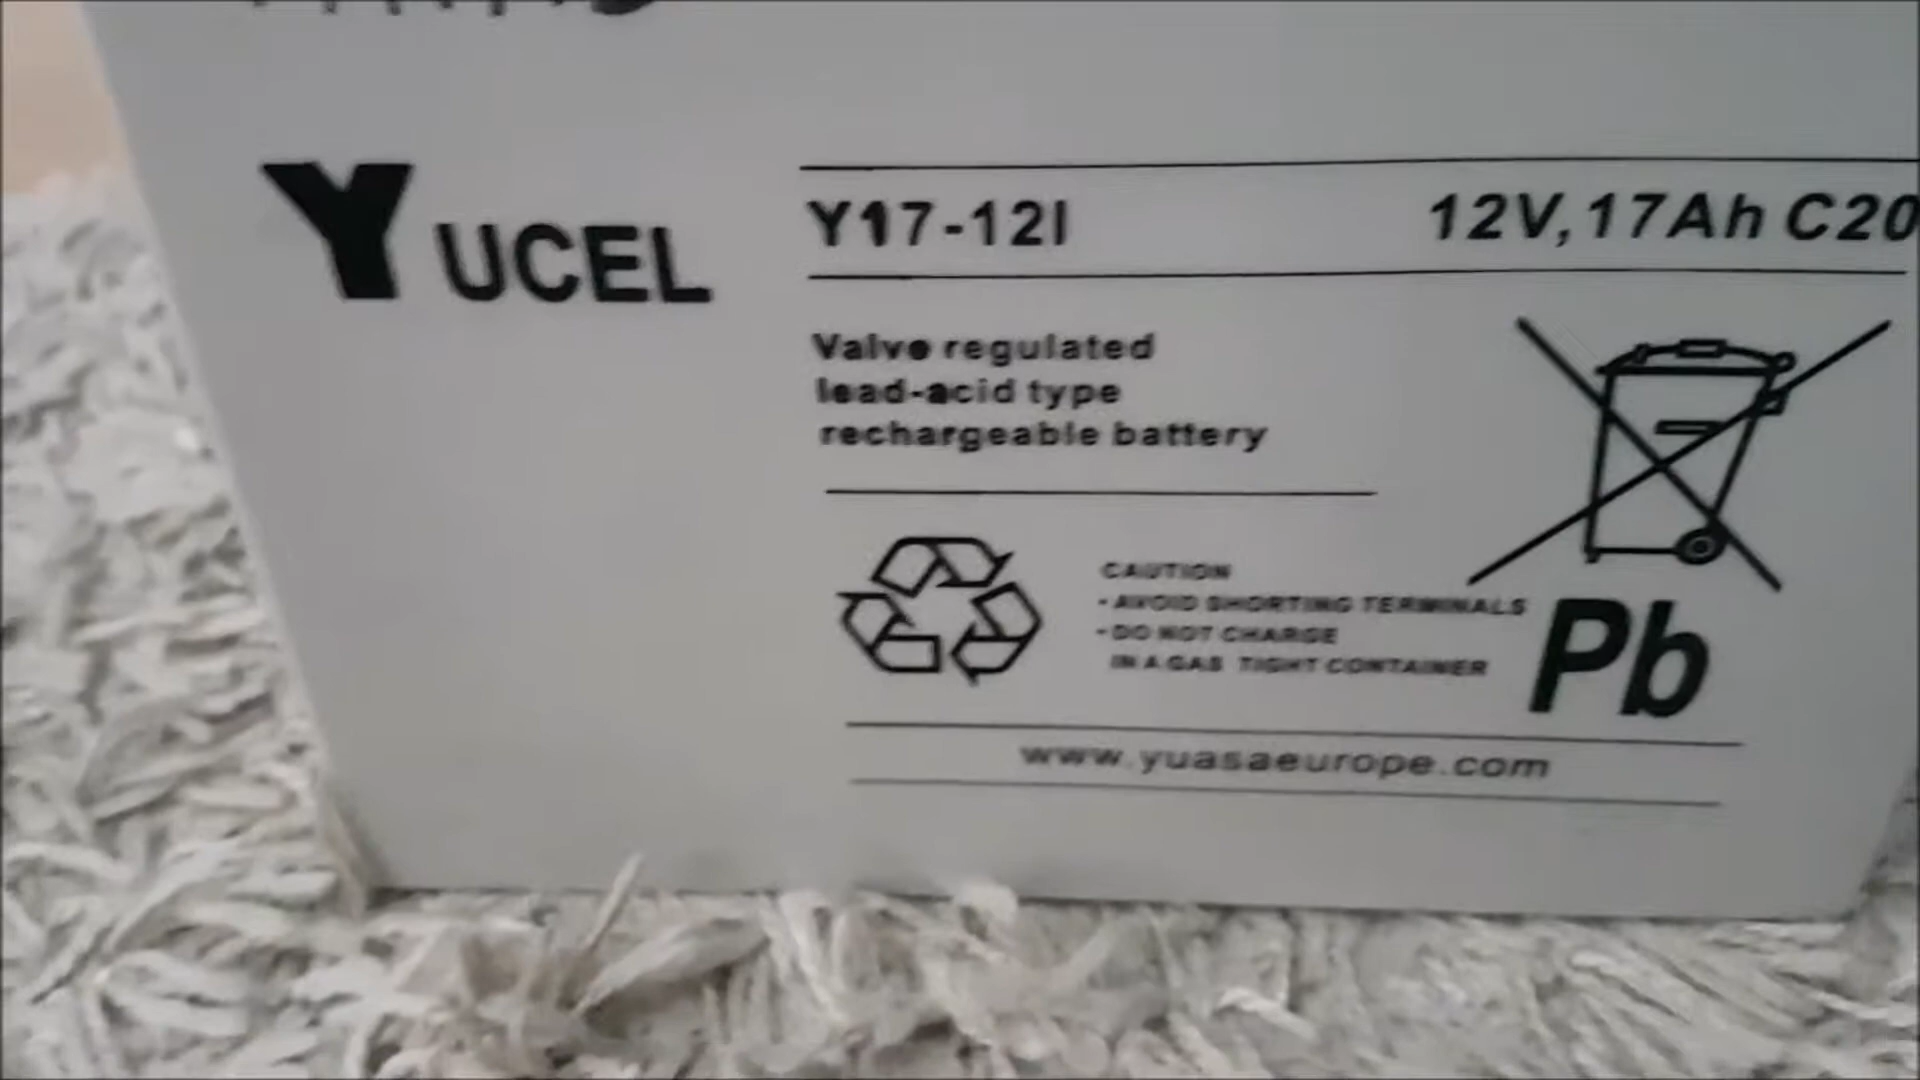 YUCEL
Y17-12I
12V,17Ah C20
Valve regulated
lead-acid type
rechargeable battery
CAUTION
·AVOID SHORTING TERMINALS
·DO NOT CHARGE
IN A GAS TIGHT CONTAINER
Pb
www.yuasaeurope.com